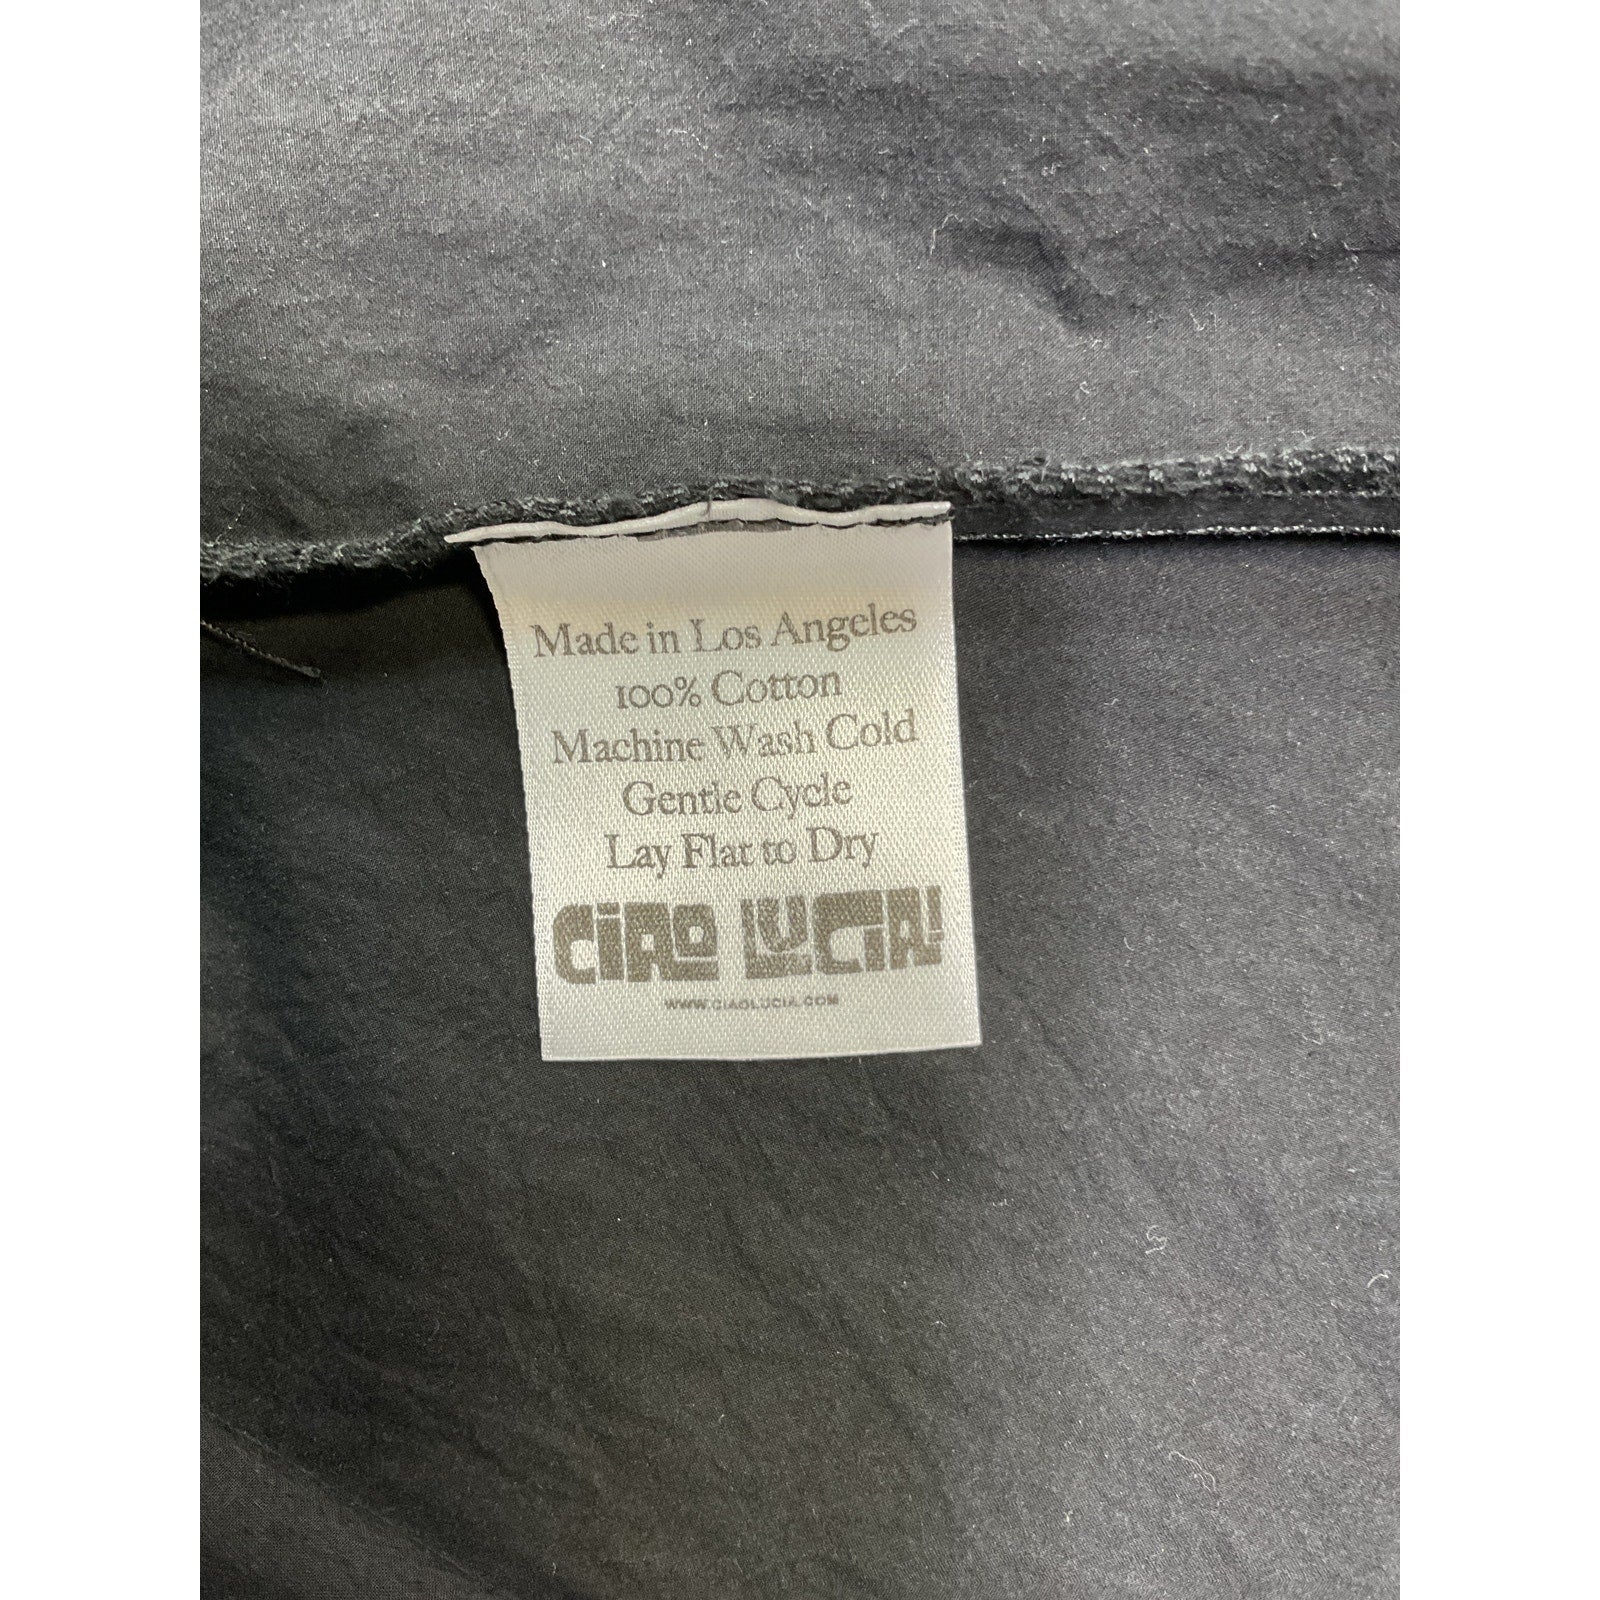 Made in Los Angeles
100% Cotton
Machine Wash Cold
Gentle Cycle
Lay Flat to Dry
CIAO LUCIA!
WWW.CIAOLUCIA.COM